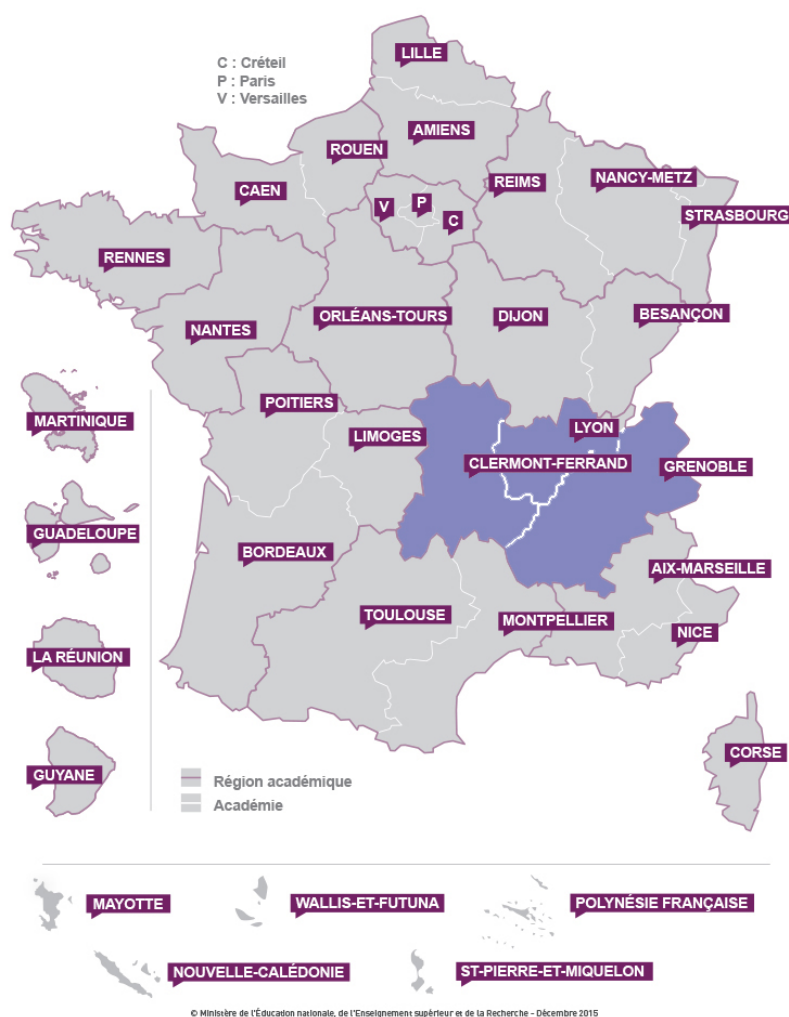 LILLE
C : Créteil
P : Paris
V : Versailles
AMIENS
ROUEN
CAEN
REIMS
NANCY-METZ
V
P
C
STRASBOURG
RENNES
NANTES
ORLÉANS-TOURS
DIJON
BESANÇON
POITIERS
LIMOGES
LYON
CLERMONT-FERRAND
GRENOBLE
MARTINIQUE
GUADELOUPE
BORDEAUX
AIX-MARSEILLE
TOULOUSE
MONTPELLIER
NICE
LA RÉUNION
GUYANE
CORSE
Région académique
Académie
MAYOTTE
WALLIS-ET-FUTUNA
POLYNÉSIE FRANÇAISE
NOUVELLE-CALÉDONIE
ST-PIERRE-ET-MIQUELON
© Ministère de l'Éducation nationale, de l'Enseignement supérieur et de la Recherche - Décembre 2015